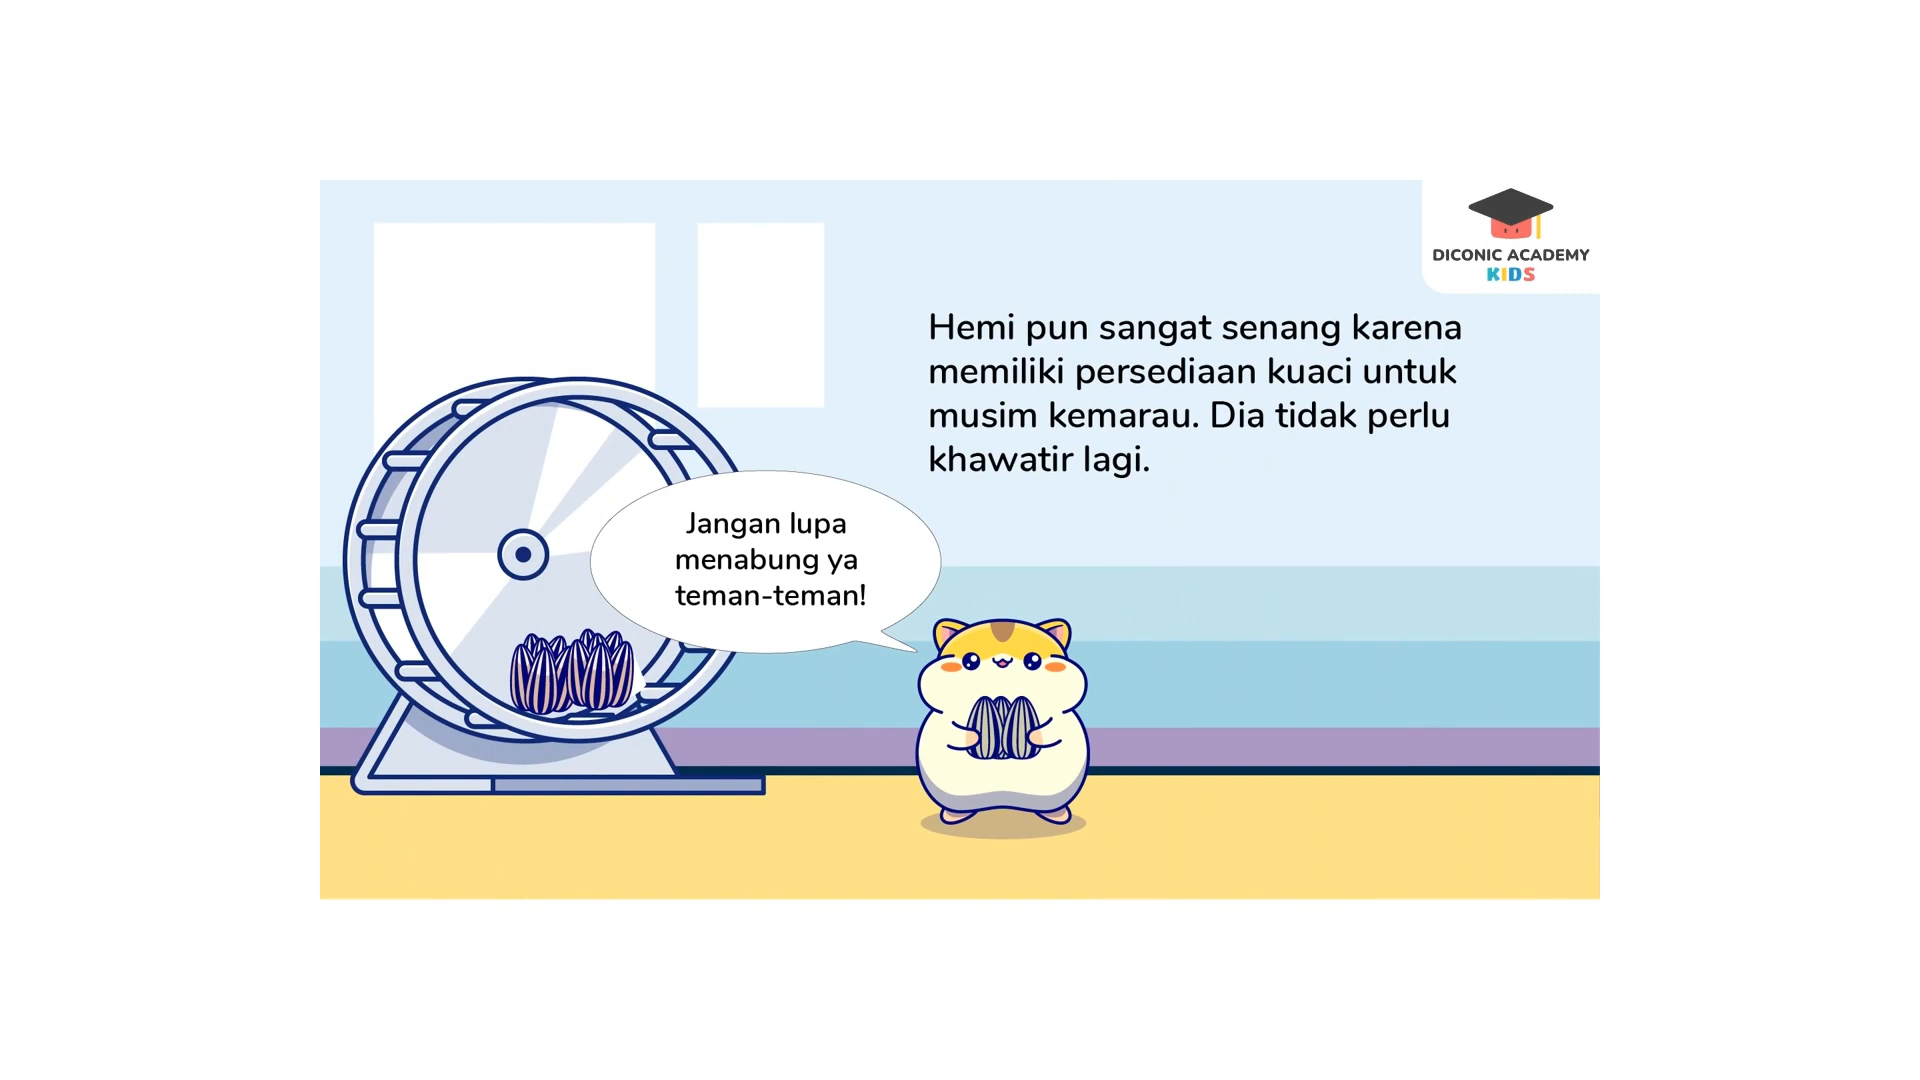 DICONIC ACADEMY
KIDS
Hemi pun sangat senang karena
memiliki persediaan kuaci untuk
musim kemarau. Dia tidak perlu
khawatir lagi.
Jangan lupa
menabung ya
teman-teman!